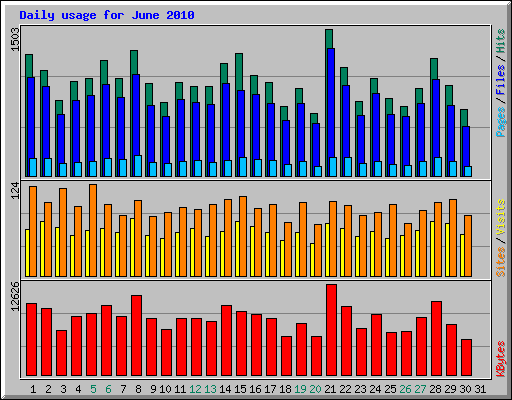 Daily usage for June 2010
1503
Pages / Files / Hits
124
Sites / Visits
12626
KBytes
1 2 3 4 5 6 7 8 9 10 11 12 13 14 15 16 17 18 19 20 21 22 23 24 25 26 27 28 29 30 31